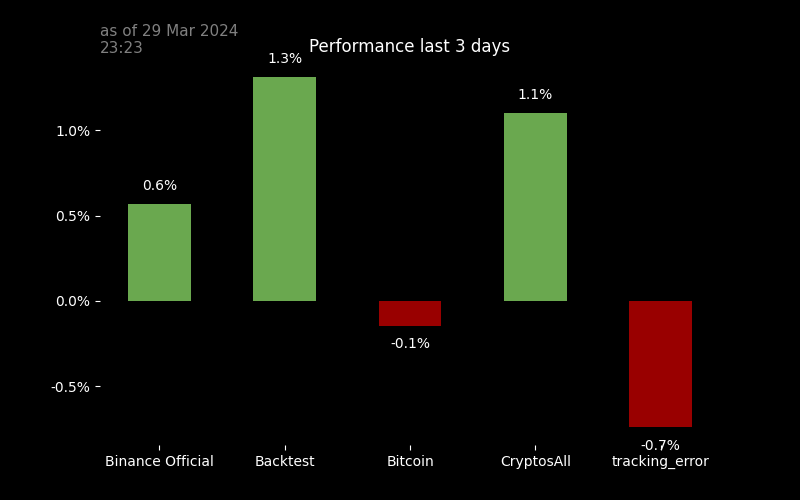 as of 29 Mar 2024
23:23
Performance last 3 days
1.3%
1.1%
1.0%
0.6%
0.5%
0.0%
-0.1%
-0.5%
-0.7%
Binance Official
Backtest
Bitcoin
CryptosAll
tracking_error